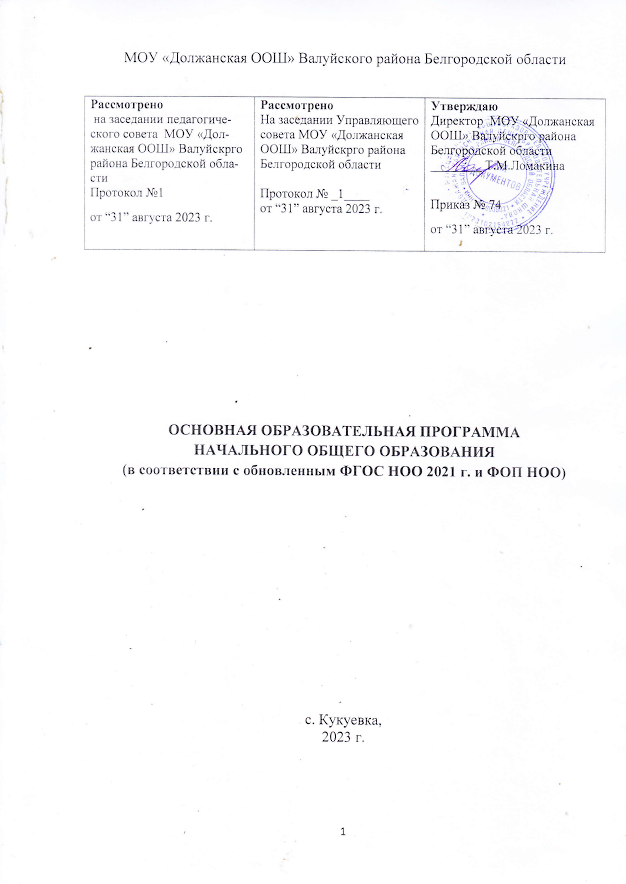 МОУ «Должанская ООШ» Валуйского района Белгородской области
Рассмотрено
на заседании педагогиче-
ского совета МОУ «Дол-
жанская ООШ» Валуйскрго
района Белгородской обла-
сти
Протокол №1
от “31” августа 2023 г.
Рассмотрено
На заседании Управляющего
совета МОУ «Должанская
ООШ» Валуйскрго района
Белгородской области
Протокол № _1____
от “31” августа 2023 г.
Утверждаю
Директор МОУ «Должанская
ООШ» Валуйскрго района
Белгородской области
Т.М.Ломакина
ДОКУМЕНТОВ
Приказ № 74
от “31” августа 2023 г.
ОСНОВНАЯ ОБРАЗОВАТЕЛЬНАЯ ПРОГРАММА
НАЧАЛЬНОГО ОБЩЕГО ОБРАЗОВАНИЯ
(в соответствии с обновленным ФГОС НОО 2021 г. и ФОП НОО)
с. Кукуевка,
2023 г.
1